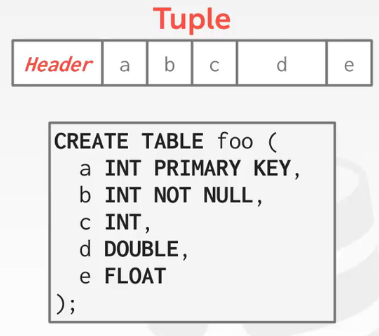 Tuple
Header a b c d e
CREATE TABLE foo (
a INT PRIMARY KEY,
b INT NOT NULL,
c INT,
d DOUBLE,
e FLOAT
);